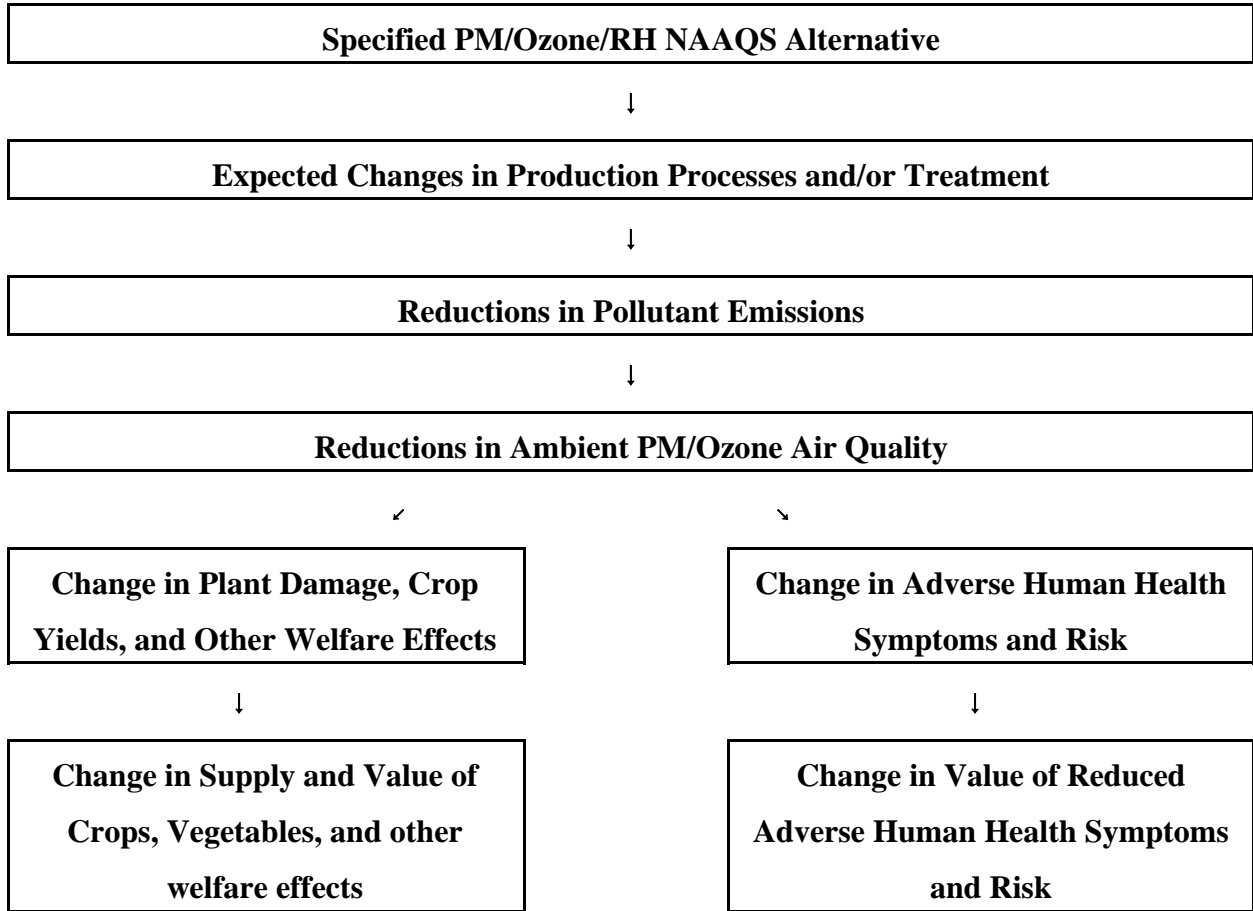 Specified PM/Ozone/RH NAAQS Alternative
↓
Expected Changes in Production Processes and/or Treatment
↓
Reductions in Pollutant Emissions
↓
Reductions in Ambient PM/Ozone Air Quality
↙ ↘
Change in Plant Damage, Crop
Yields, and Other Welfare Effects
↓
Change in Supply and Value of
Crops, Vegetables, and other
welfare effects
Change in Adverse Human Health
Symptoms and Risk
↓
Change in Value of Reduced
Adverse Human Health Symptoms
and Risk